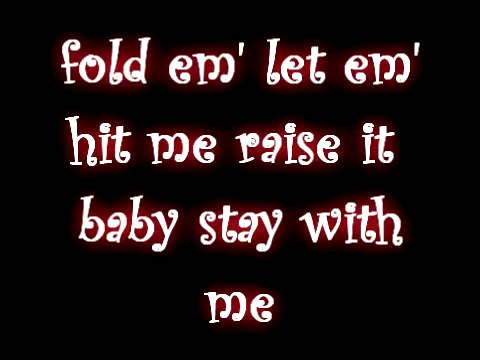 fold em' let em'
hit me raise it
baby stay with
me